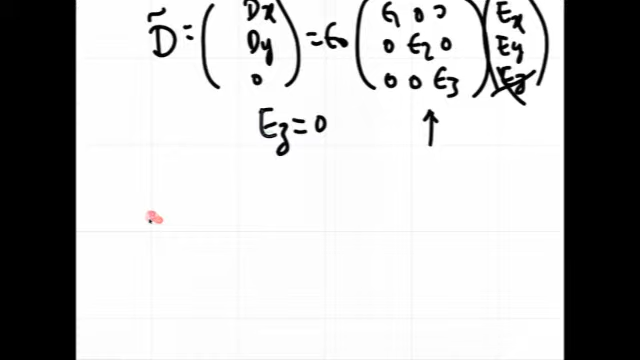 D̃ = ( Dx Dy 0 ) = ϵ0 ( ϵ1 0 0 0 ϵ2 0 0 0 ϵ3 ) ( Ex Ey Ez )
Ez = 0 ↑